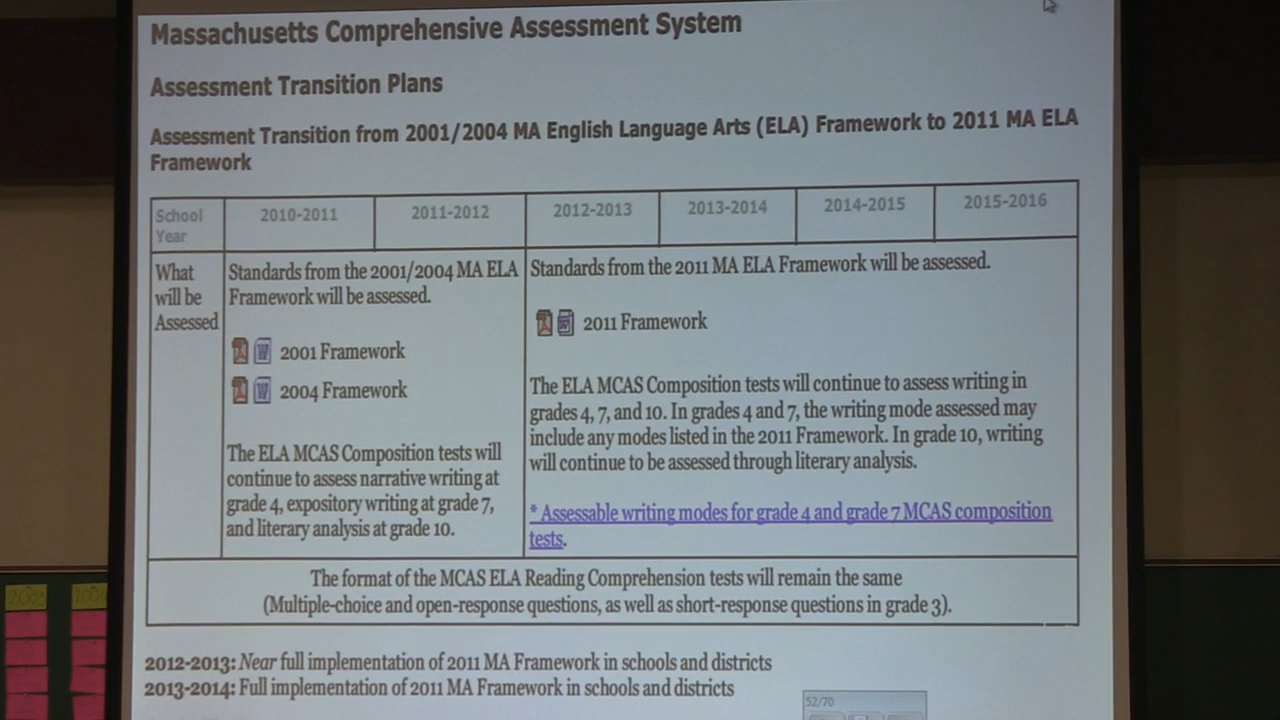 Massachusetts Comprehensive Assessment System
Assessment Transition Plans
Assessment Transition from 2001/2004 MA English Language Arts (ELA) Framework to 2011 MA ELA
Framework
School
Year
2010-2011
2011-2012
2012-2013
2013-2014
2014-2015
2015-2016
What
will be
Assessed
Standards from the 2001/2004 MA ELA
Framework will be assessed.
2001 Framework
2004 Framework
The ELA MCAS Composition tests will
continue to assess narrative writing at
grade 4, expository writing at grade 7,
and literary analysis at grade 10.
Standards from the 2011 MA ELA Framework will be assessed.
2011 Framework
The ELA MCAS Composition tests will continue to assess writing in
grades 4, 7, and 10. In grades 4 and 7, the writing mode assessed may
include any modes listed in the 2011 Framework. In grade 10, writing
will continue to be assessed through literary analysis.
* Assessable writing modes for grade 4 and grade 7 MCAS composition
tests.
The format of the MCAS ELA Reading Comprehension tests will remain the same
(Multiple-choice and open-response questions, as well as short-response questions in grade 3).
2012-2013: Near full implementation of 2011 MA Framework in schools and districts
2013-2014: Full implementation of 2011 MA Framework in schools and districts
52/70